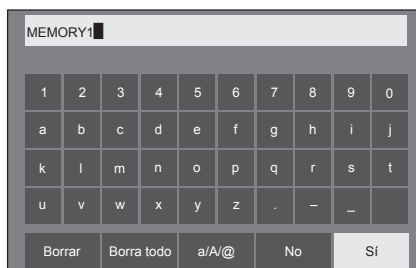 MEMORY1
1 2 3 4 5 6 7 8 9 0
a b c d e f g h i j
k l m n o p q r s t
u v w x y z . – _
Borrar Borra todo a/A/@ No Sí